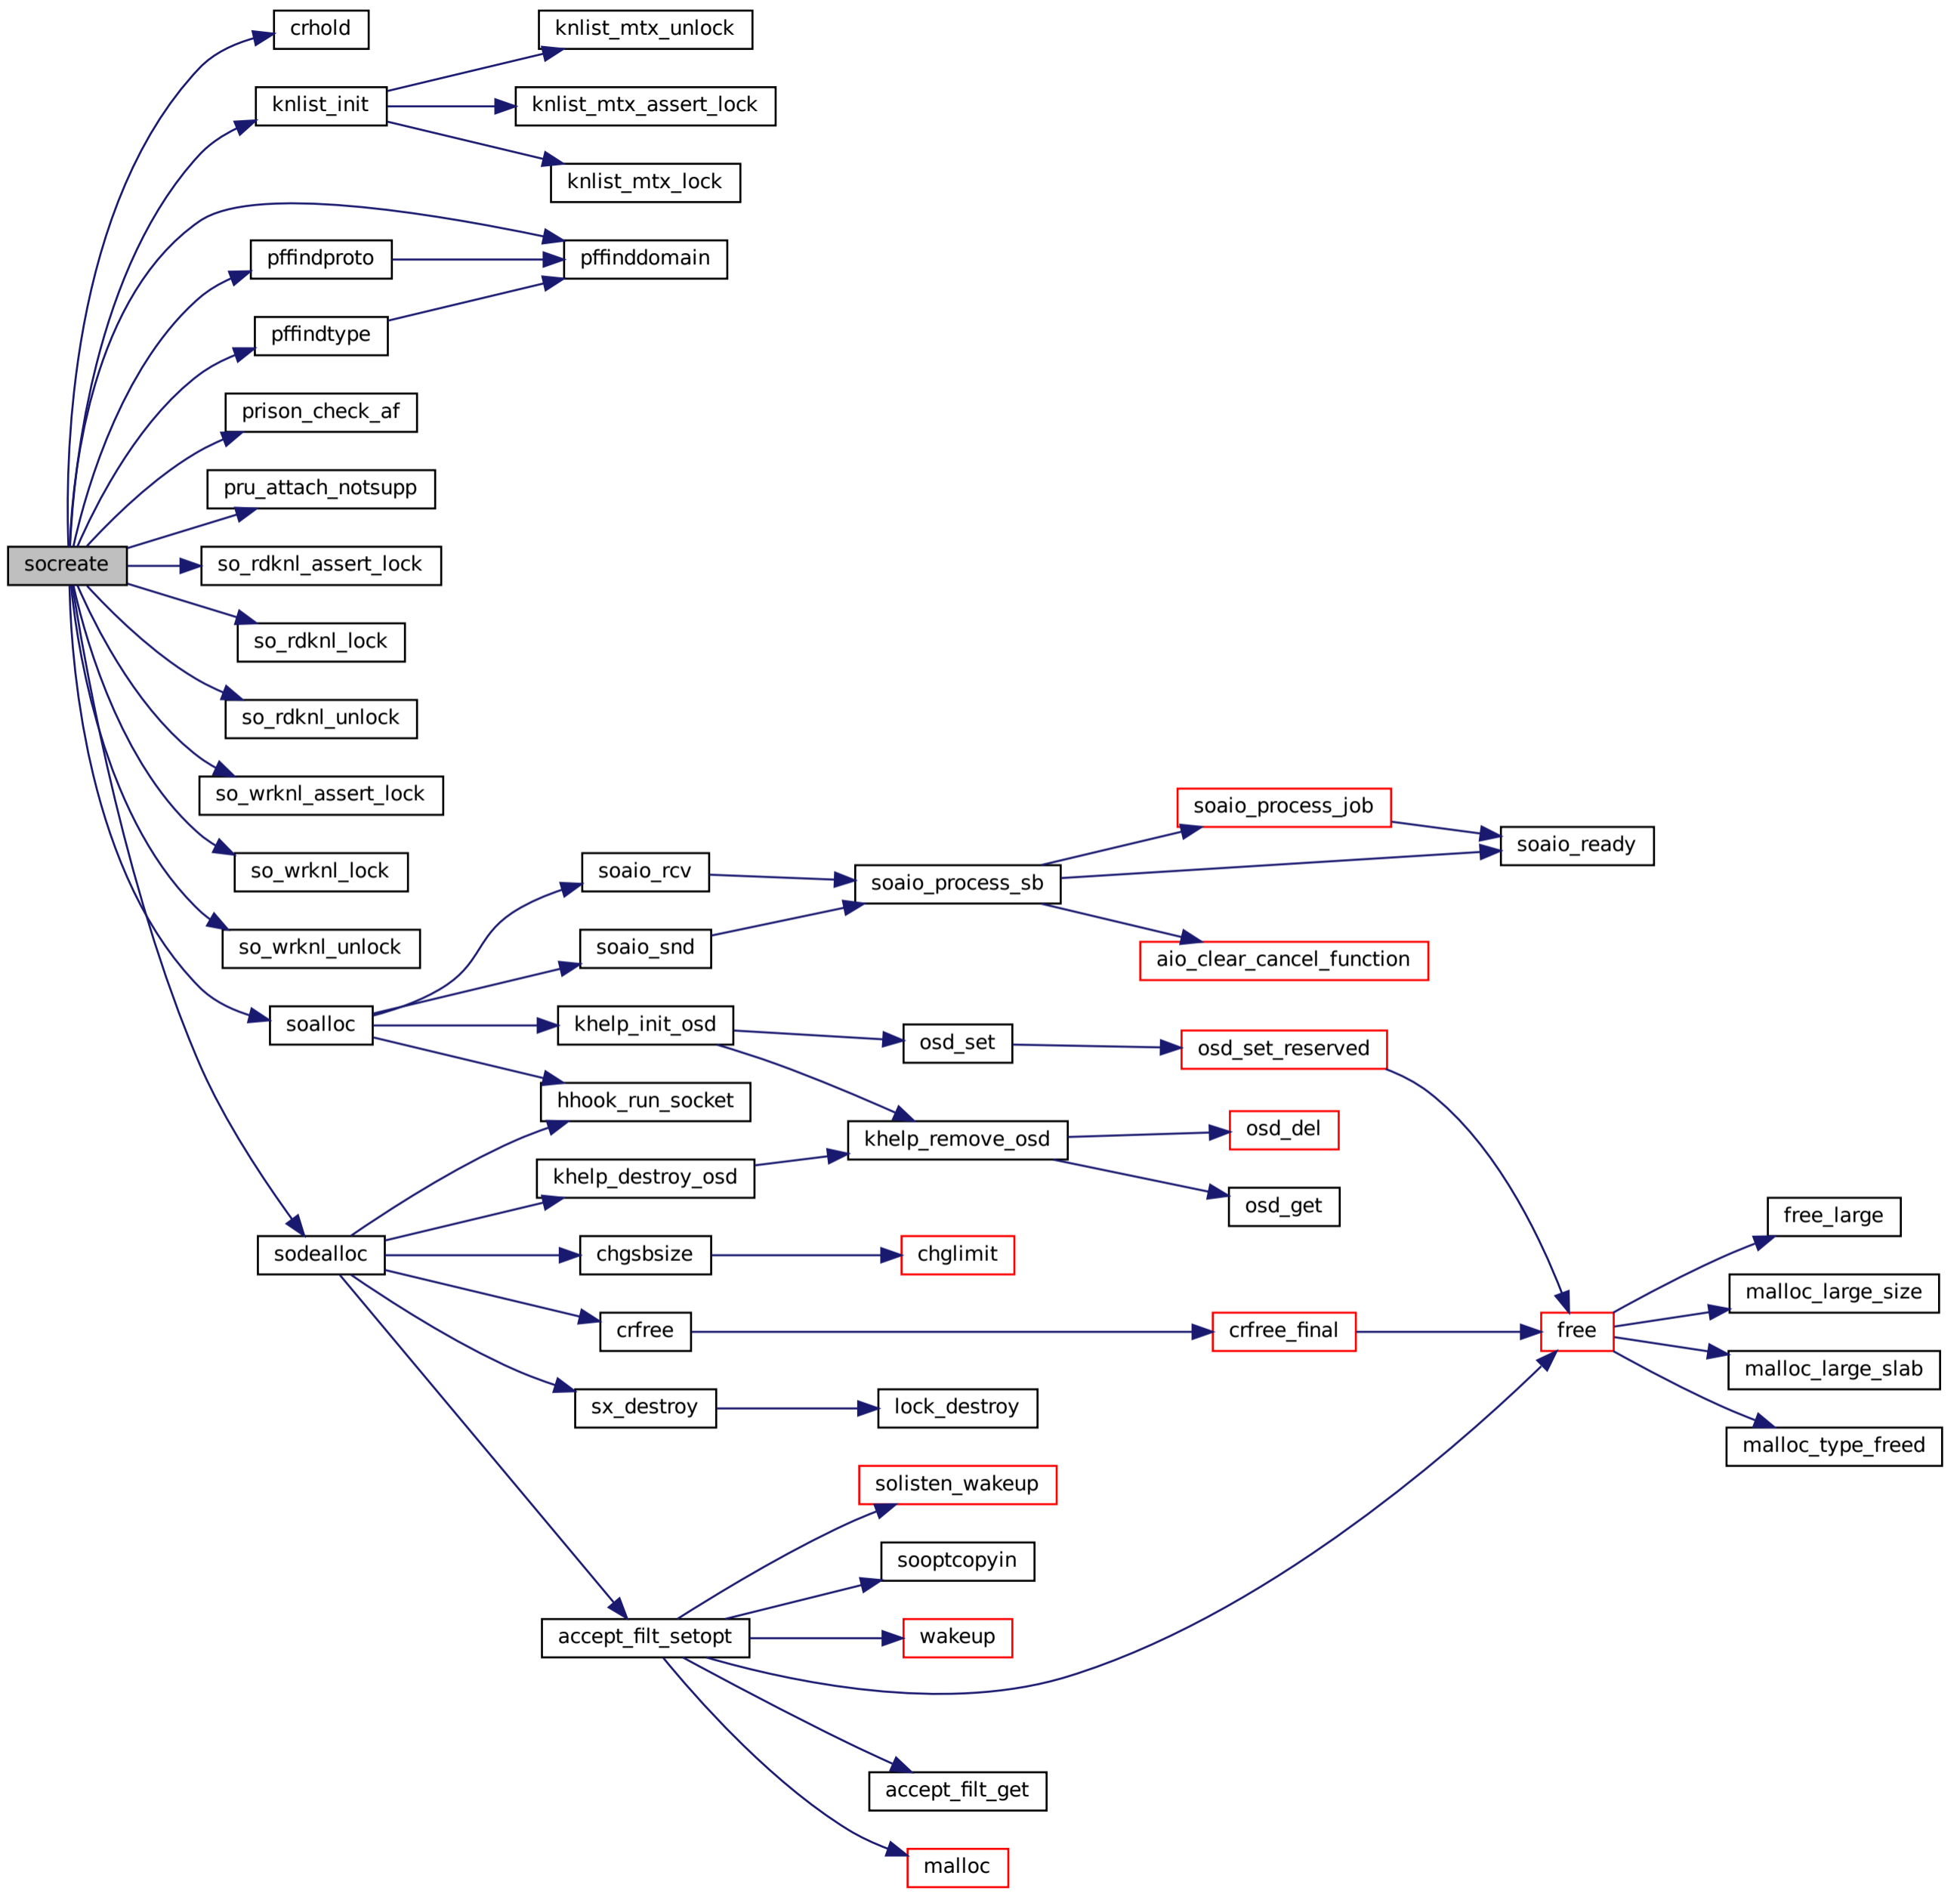 socreate
crhold
knlist_init
knlist_mtx_unlock
knlist_mtx_assert_lock
knlist_mtx_lock
pffindproto
pffinddomain
pffindtype
prison_check_af
pru_attach_notsupp
so_rdknl_assert_lock
so_rdknl_lock
so_rdknl_unlock
so_wrknl_assert_lock
so_wrknl_lock
so_wrknl_unlock
soalloc
soaio_rcv
soaio_snd
soaio_process_sb
soaio_process_job
soaio_ready
aio_clear_cancel_function
khelp_init_osd
osd_set
osd_set_reserved
hhook_run_socket
khelp_remove_osd
osd_del
osd_get
sodealloc
khelp_destroy_osd
chgsbsize
chglimit
crfree
crfree_final
free
free_large
malloc_large_size
malloc_large_slab
malloc_type_freed
sx_destroy
lock_destroy
accept_filt_setopt
solisten_wakeup
sooptcopyin
wakeup
accept_filt_get
malloc